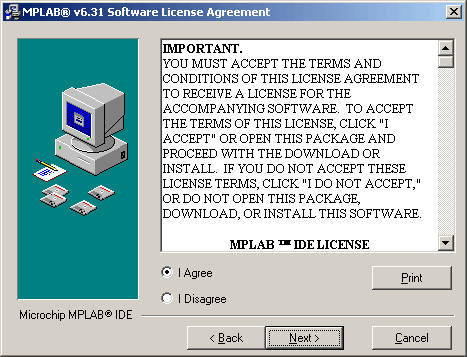 MPLAB® v6.31 Software License Agreement
IMPORTANT.
YOU MUST ACCEPT THE TERMS AND
CONDITIONS OF THIS LICENSE AGREEMENT
TO RECEIVE A LICENSE FOR THE
ACCOMPANYING SOFTWARE.  TO ACCEPT
THE TERMS OF THIS LICENSE, CLICK "I
ACCEPT" OR OPEN THIS PACKAGE AND
PROCEED WITH THE DOWNLOAD OR
INSTALL.  IF YOU DO NOT ACCEPT THESE
LICENSE TERMS, CLICK "I DO NOT ACCEPT,"
OR DO NOT OPEN THIS PACKAGE,
DOWNLOAD, OR INSTALL THIS SOFTWARE.
MPLAB ™ IDE LICENSE
I Agree
I Disagree
Print
Microchip MPLAB® IDE
< Back
Next >
Cancel